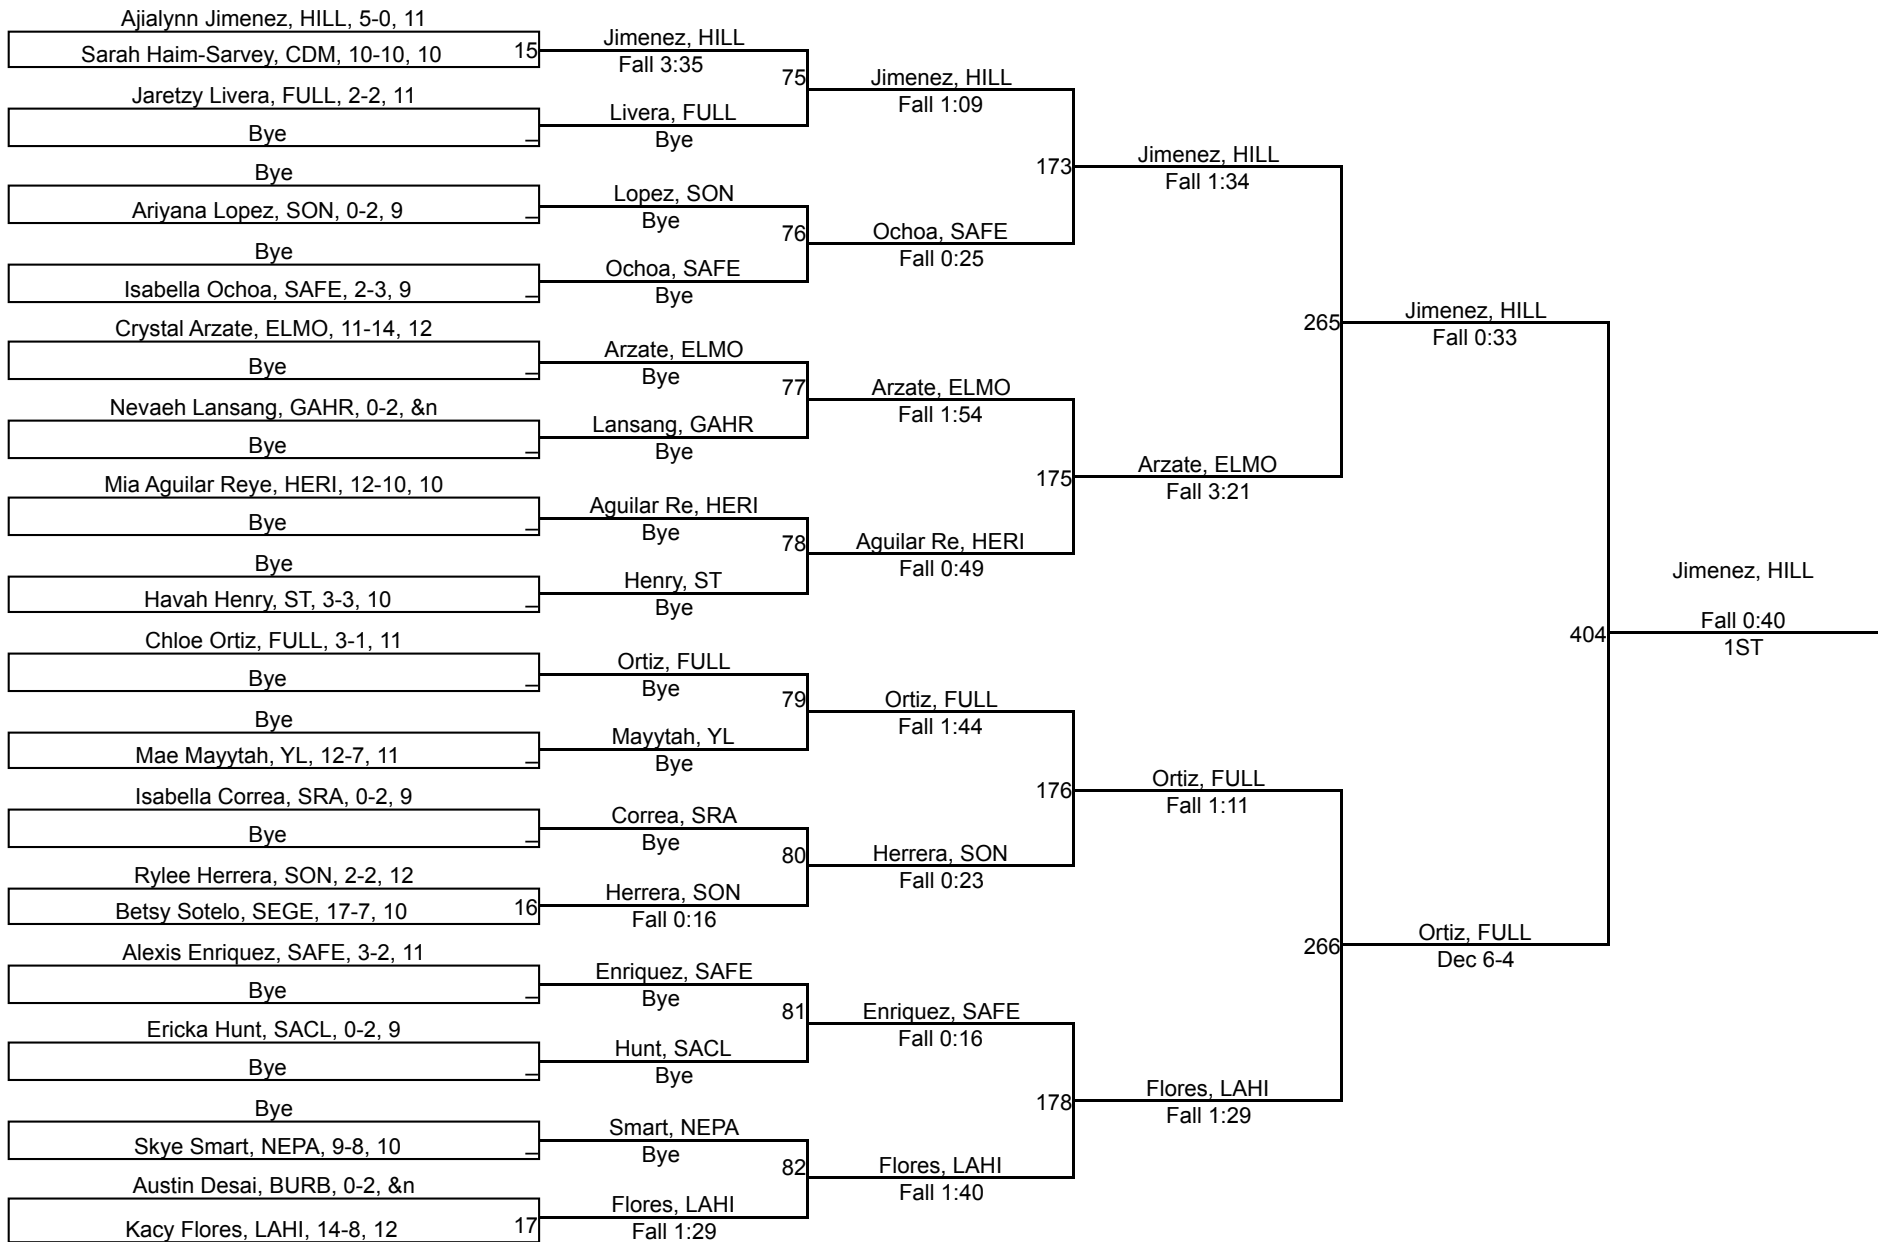 Ajialynn Jimenez, HILL, 5-0, 11
Sarah Haim-Sarvey, CDM, 10-10, 10
15
Jaretzy Livera, FULL, 2-2, 11
Bye
_
Bye
Ariyana Lopez, SON, 0-2, 9
_
Bye
Isabella Ochoa, SAFE, 2-3, 9
_
Crystal Arzate, ELMO, 11-14, 12
Bye
_
Nevaeh Lansang, GAHR, 0-2, &n
Bye
_
Mia Aguilar Reye, HERI, 12-10, 10
Bye
_
Bye
Havah Henry, ST, 3-3, 10
_
Chloe Ortiz, FULL, 3-1, 11
Bye
_
Bye
Mae Mayytah, YL, 12-7, 11
_
Isabella Correa, SRA, 0-2, 9
Bye
_
Rylee Herrera, SON, 2-2, 12
Betsy Sotelo, SEGE, 17-7, 10
16
Alexis Enriquez, SAFE, 3-2, 11
Bye
_
Ericka Hunt, SACL, 0-2, 9
Bye
_
Bye
Skye Smart, NEPA, 9-8, 10
_
Austin Desai, BURB, 0-2, &n
Kacy Flores, LAHI, 14-8, 12
17
Jimenez, HILL
Fall 3:35
75
Livera, FULL
Bye
Lopez, SON
Bye
76
Ochoa, SAFE
Bye
Arzate, ELMO
Bye
77
Lansang, GAHR
Bye
Aguilar Re, HERI
Bye
78
Henry, ST
Bye
Ortiz, FULL
Bye
79
Mayytah, YL
Bye
Correa, SRA
Bye
80
Herrera, SON
Fall 0:16
Enriquez, SAFE
Bye
81
Hunt, SACL
Bye
Smart, NEPA
Bye
82
Flores, LAHI
Fall 1:29
Jimenez, HILL
Fall 1:09
173
Ochoa, SAFE
Fall 0:25
Arzate, ELMO
Fall 1:54
175
Aguilar Re, HERI
Fall 0:49
Ortiz, FULL
Fall 1:44
176
Herrera, SON
Fall 0:23
Enriquez, SAFE
Fall 0:16
178
Flores, LAHI
Fall 1:40
Jimenez, HILL
Fall 1:34
265
Arzate, ELMO
Fall 3:21
Ortiz, FULL
Fall 1:11
266
Flores, LAHI
Fall 1:29
Jimenez, HILL
Fall 0:33
404
Ortiz, FULL
Dec 6-4
Jimenez, HILL
Fall 0:40
1ST